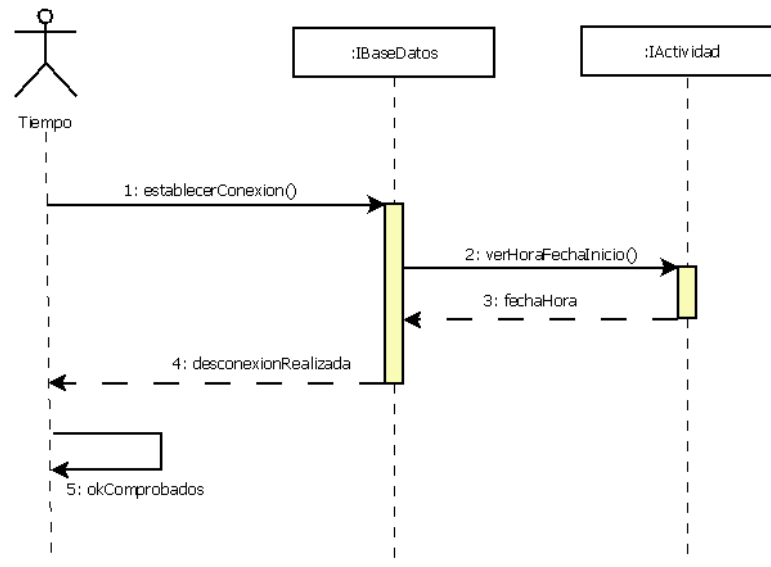 :IBaseDatos
:IActividad
Tiempo
1: establecerConexion()
2: verHoraFechaInicio()
3: fechaHora
4: desconexionRealizada
5: okComprobados